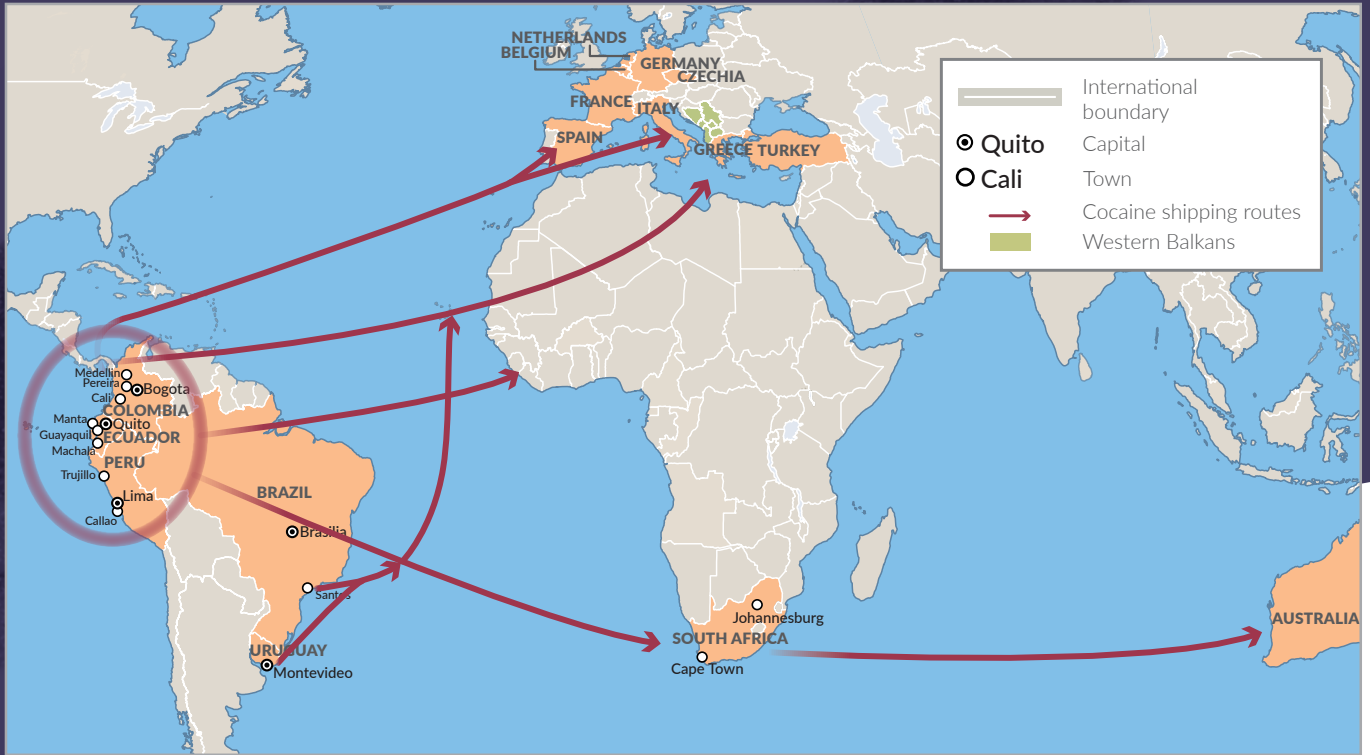 NETHERLANDS
BELGIUM
GERMANY
CZECHIA
FRANCE
ITALY
SPAIN
GREECE
TURKEY
International
boundary
Quito
Capital
Cali
Town
Cocaine shipping routes
Western Balkans
Medellin
Pereira
Bogota
Cali
COLOMBIA
Manta
Quito
Guayaquil
ECUADOR
Machala
PERU
Trujillo
Lima
Callao
BRAZIL
Brasilia
Santos
URUGUAY
Montevideo
Johannesburg
SOUTH AFRICA
Cape Town
AUSTRALIA